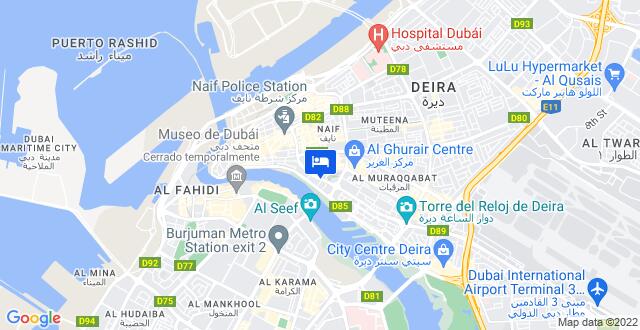 PUERTO RASHID
ميناء راشد
Hospital Dubái
مستشفى دبي
D93
D78
LuLu Hypermarket
- Al Qusais
اللولو هايبر ماركت
DEIRA
ديرة
Naif Police Station
مركز شرطة نايف
D82
D88
MUTEENA
المطينة
E11
D80
8th St
NAIF
نايف
Museo de Dubái
متحف دبي
Cerrado temporalmente
DUBAI
MARITIME CITY
مدينة دبي
الملاحية
Al Ghurair Centre
مركز الغرير
AL TWAR
الطوار ١
AL MURAQQABAT
المرقبات
AL FAHIDI
Al Seef
D85
Torre del Reloj de Deira
دوار الساعة ديرة
D89
Burjuman Metro
Station exit 2
City Centre Deira
سيتي سنتر ديرة
D92
D77
AL MINA
الميناء
AL KARAMA
الكرامة
Dubai International
Airport Terminal 3...
مبنى 3 القادمين
مطار دبي الدولي
D81
D75
AL MANKHOOL
المنخول
AL HUDAIBA
الحضيبة
D94
Google
Map data ©2022